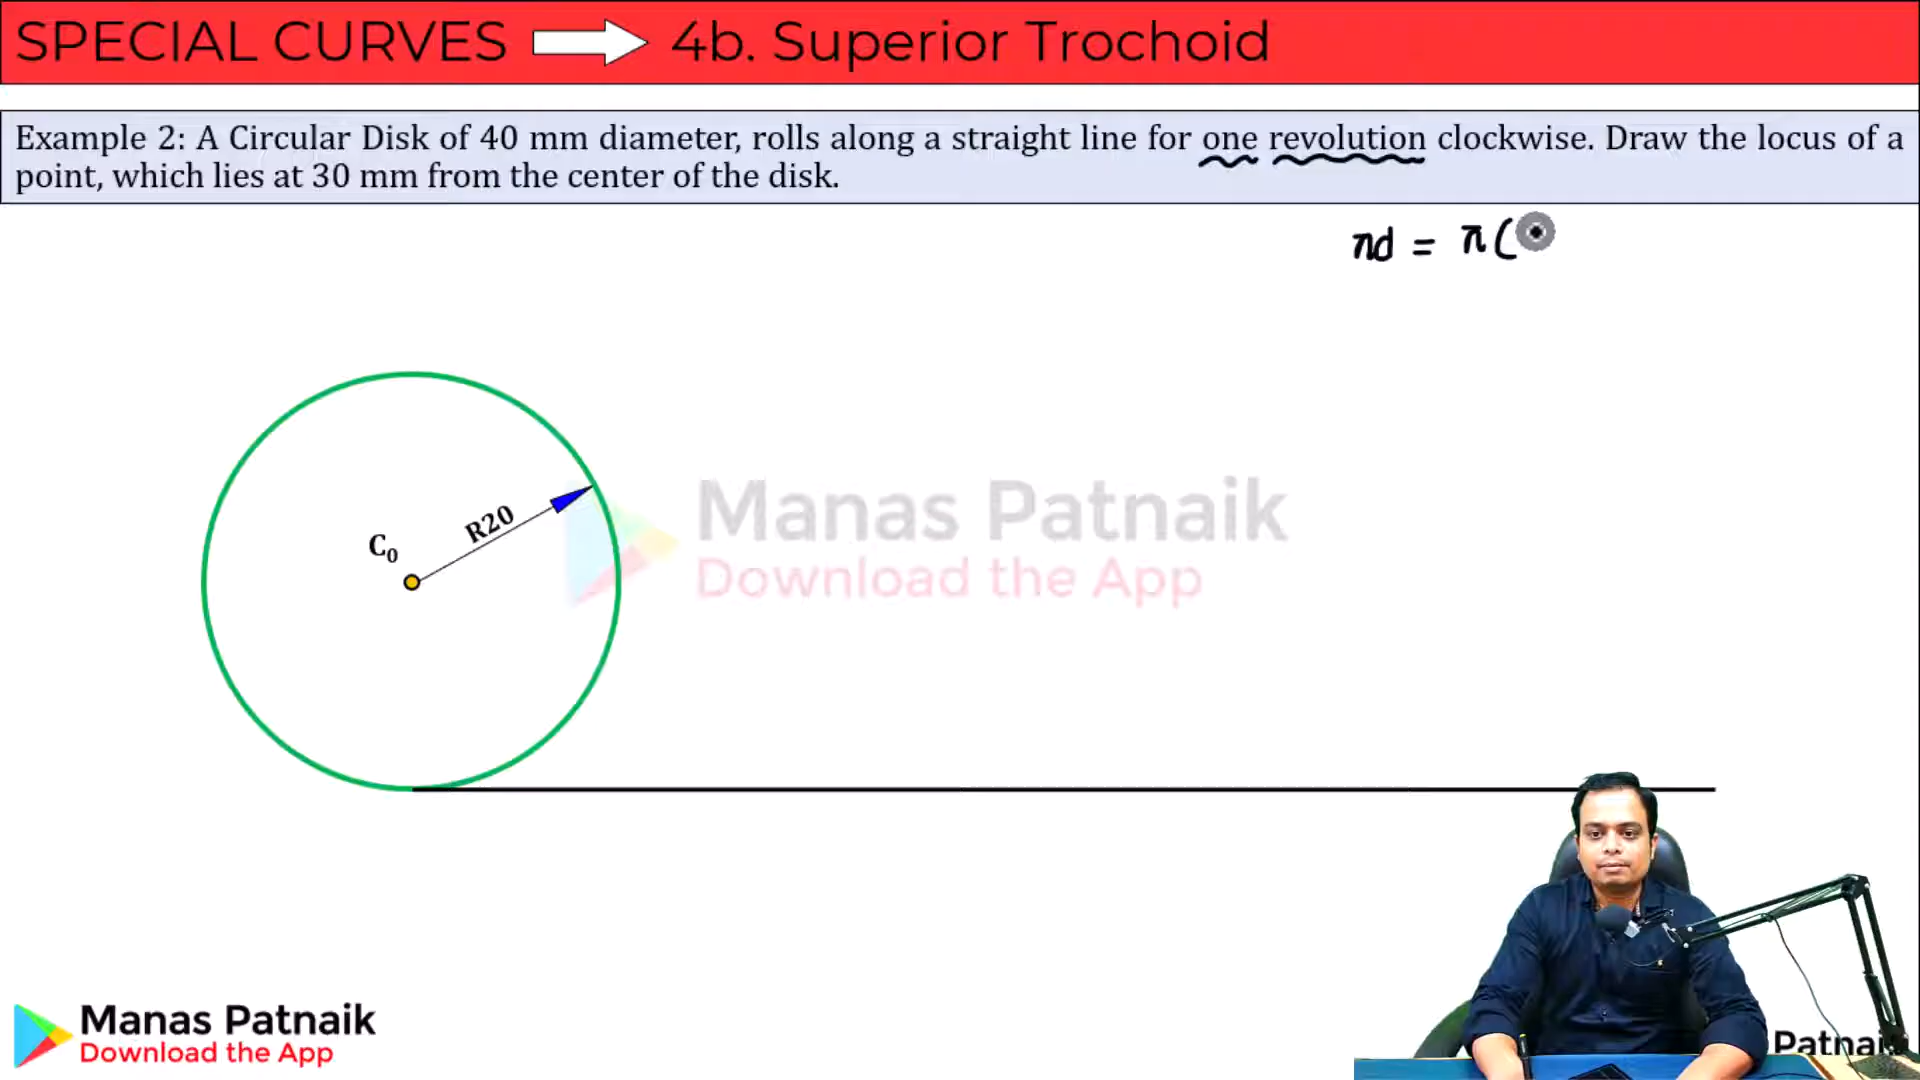 SPECIAL CURVES 4b. Superior Trochoid
Example 2: A Circular Disk of 40 mm diameter, rolls along a straight line for one revolution clockwise. Draw the locus of a
point, which lies at 30 mm from the center of the disk.
πd = π(
R20
C₀
Manas Patnaik
Download the App
Manas Patnaik
Download the App